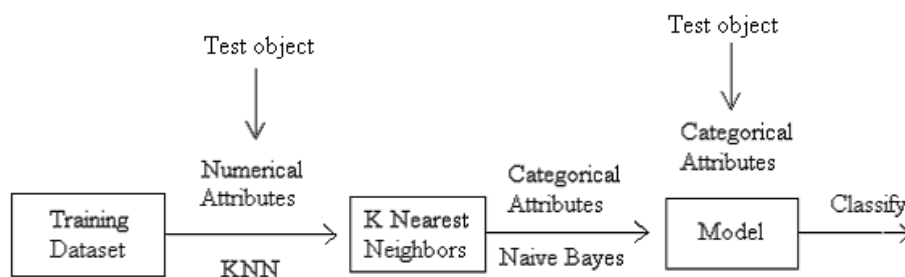 Test object
Test object
Numerical
Attributes
Categorical
Attributes
Categorical
Attributes
Training
Dataset
KNN
K Nearest
Neighbors
Naive Bayes
Model
Classify